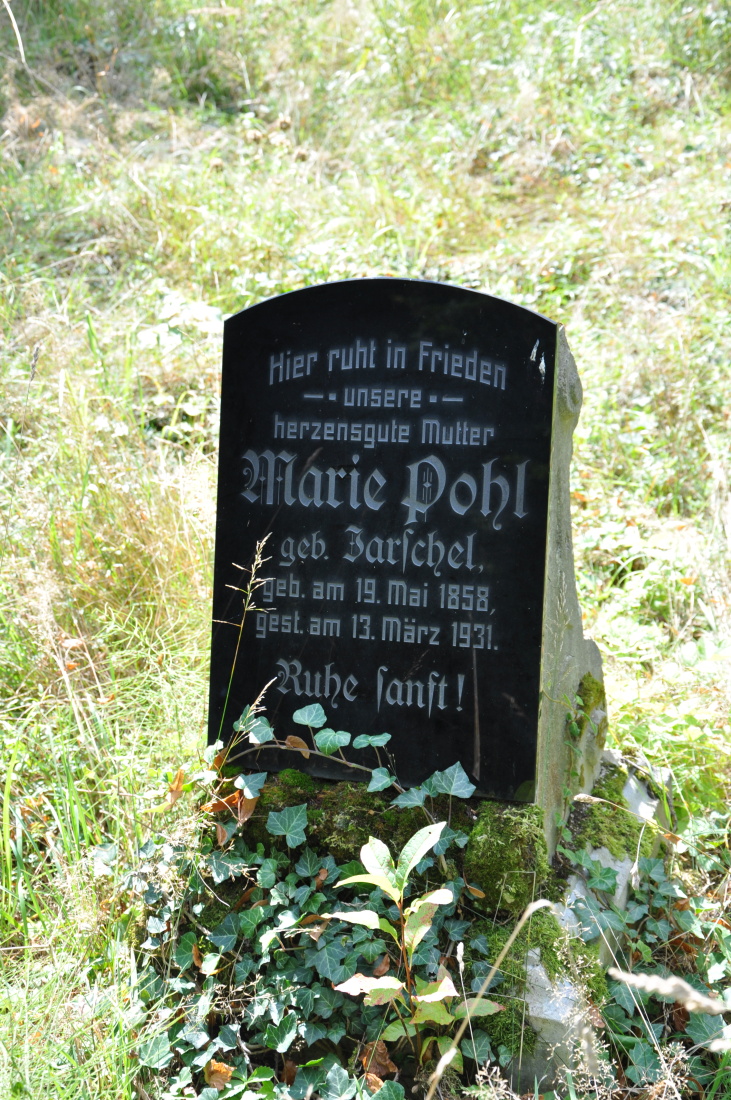 Hier ruht in Frieden
unsere
herzensgute Mutter
Marie Pohl
geb. Jarſchel,
geb. am 19. Mai 1858,
gest. am 13. März 1931.
Ruhe ſanft!